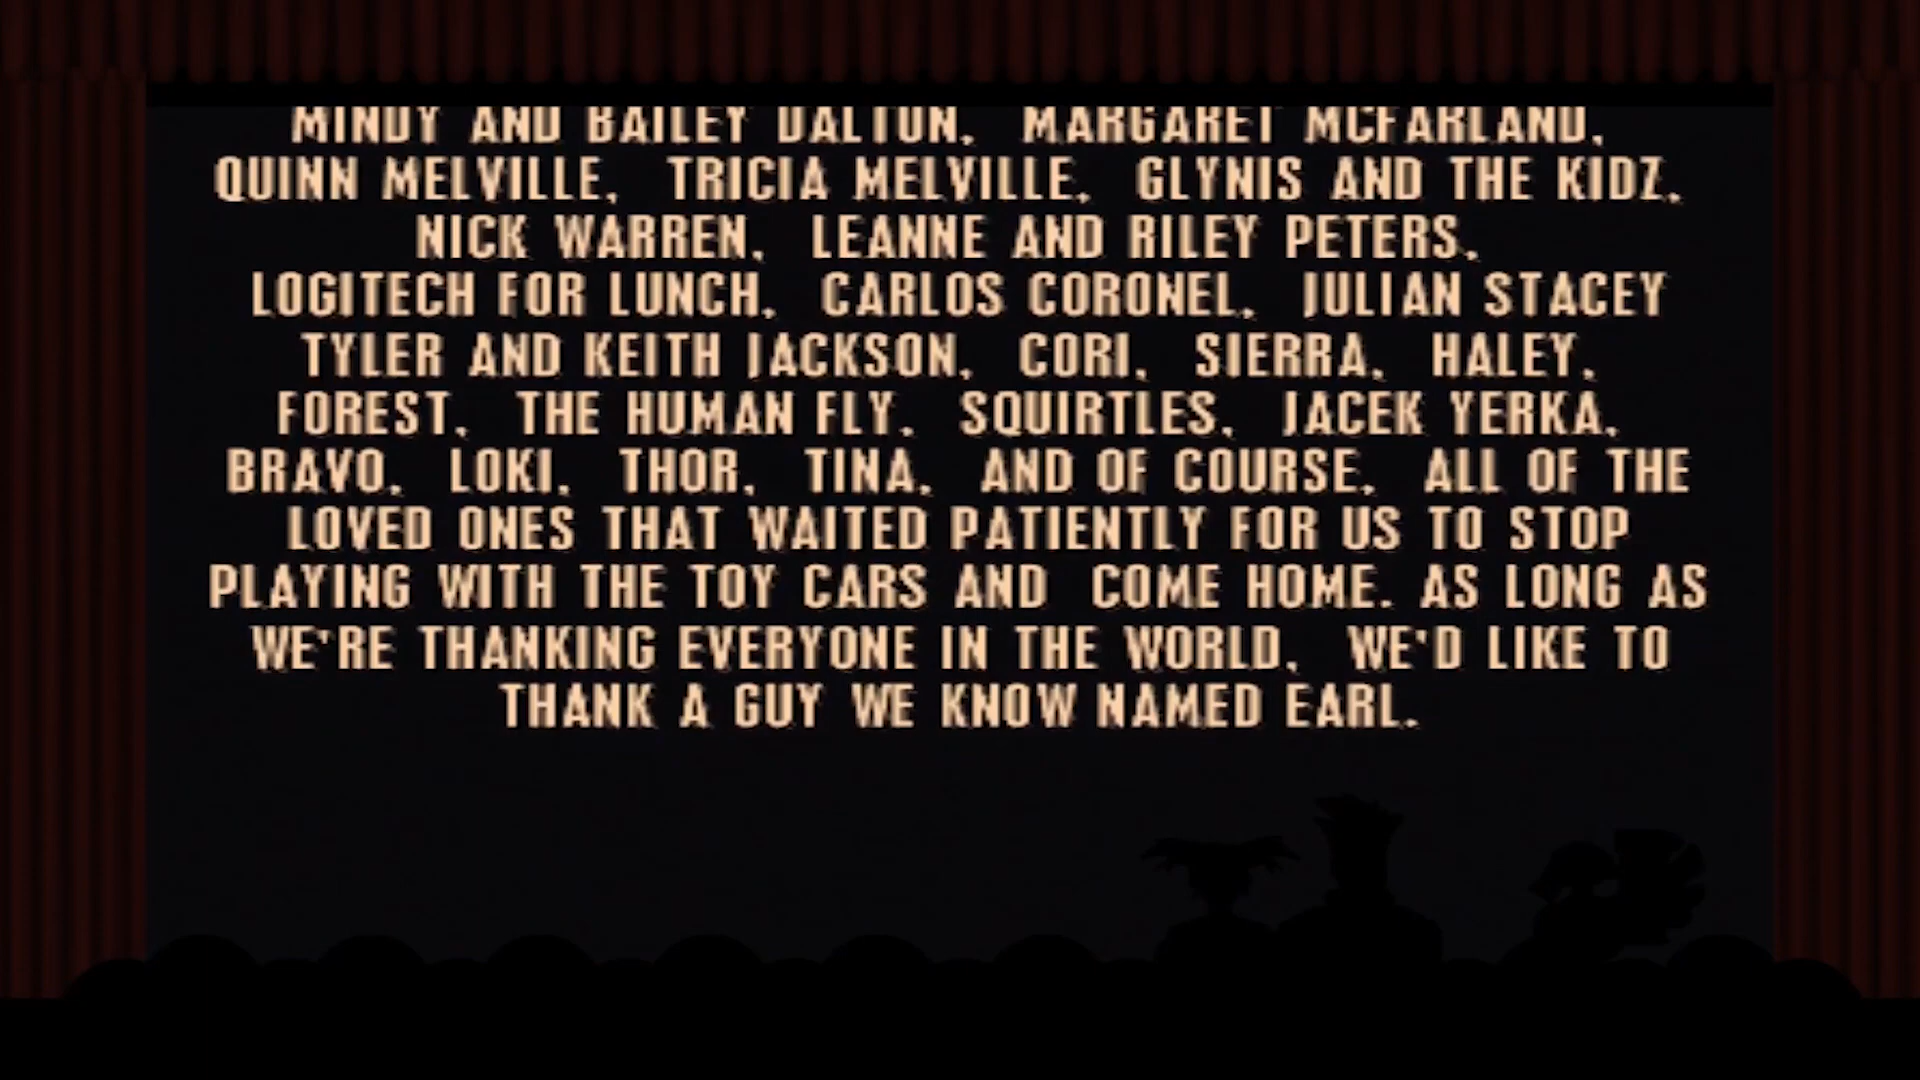 MINDY AND BAILEY DALTON, MARGARET MCFARLAND,
QUINN MELVILLE, TRICIA MELVILLE, GLYNIS AND THE KIDZ,
NICK WARREN, LEANNE AND RILEY PETERS,
LOGITECH FOR LUNCH, CARLOS CORONEL, JULIAN STACEY
TYLER AND KEITH JACKSON, CORI, SIERRA, HALEY,
FOREST, THE HUMAN FLY, SQUIRTLES, JACEK YERKA,
BRAVO, LOKI, THOR, TINA, AND OF COURSE, ALL OF THE
LOVED ONES THAT WAITED PATIENTLY FOR US TO STOP
PLAYING WITH THE TOY CARS AND COME HOME. AS LONG AS
WE'RE THANKING EVERYONE IN THE WORLD, WE'D LIKE TO
THANK A GUY WE KNOW NAMED EARL.